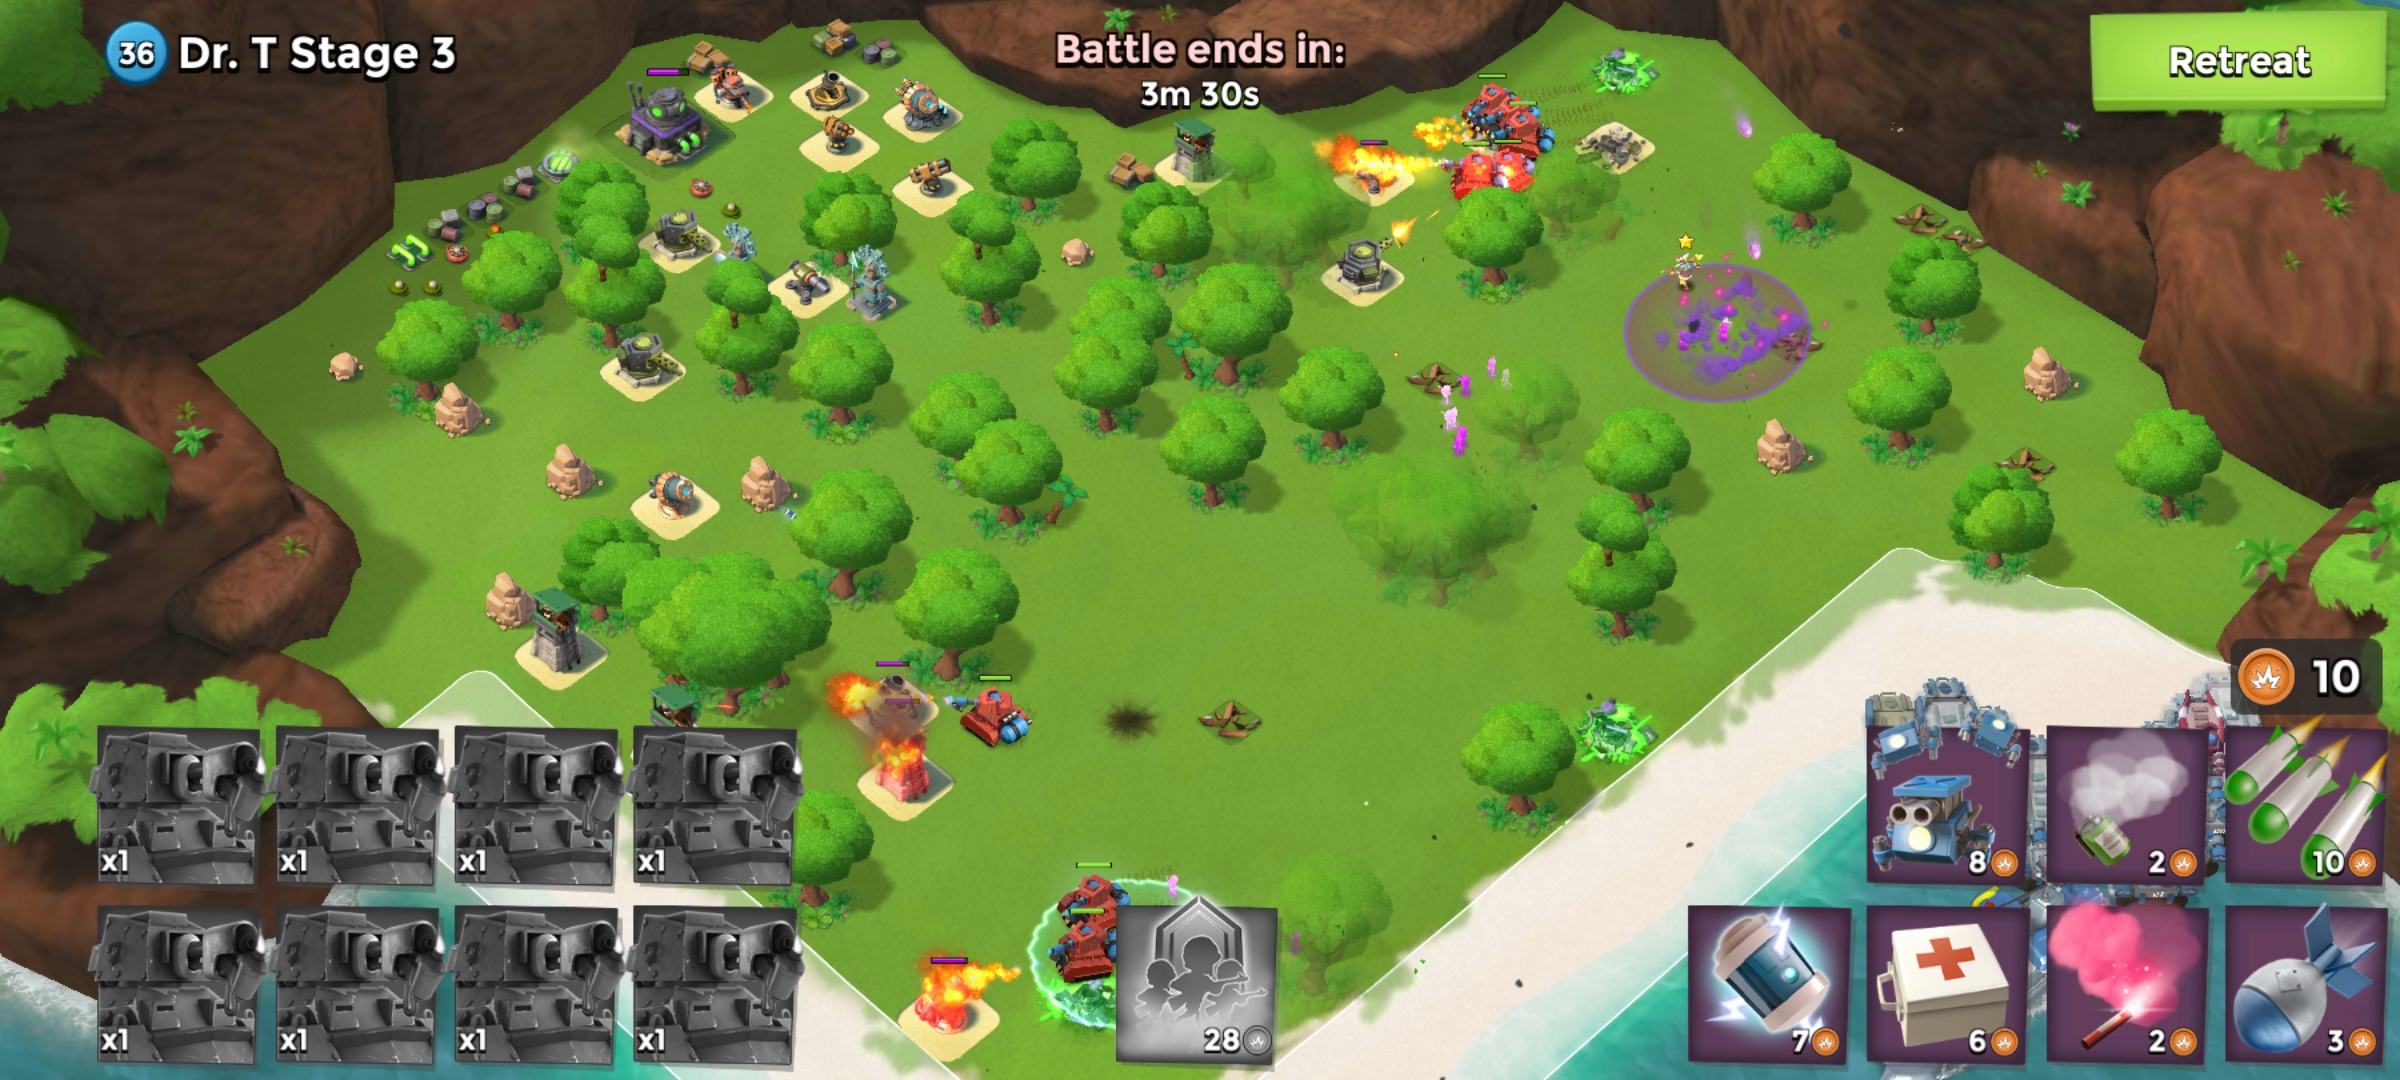 36 Dr. T Stage 3
Battle ends in:
3m 30s
Retreat
10
x1 x1 x1 x1
8 2 10
x1 x1 x1 x1
28
7 6 2 3